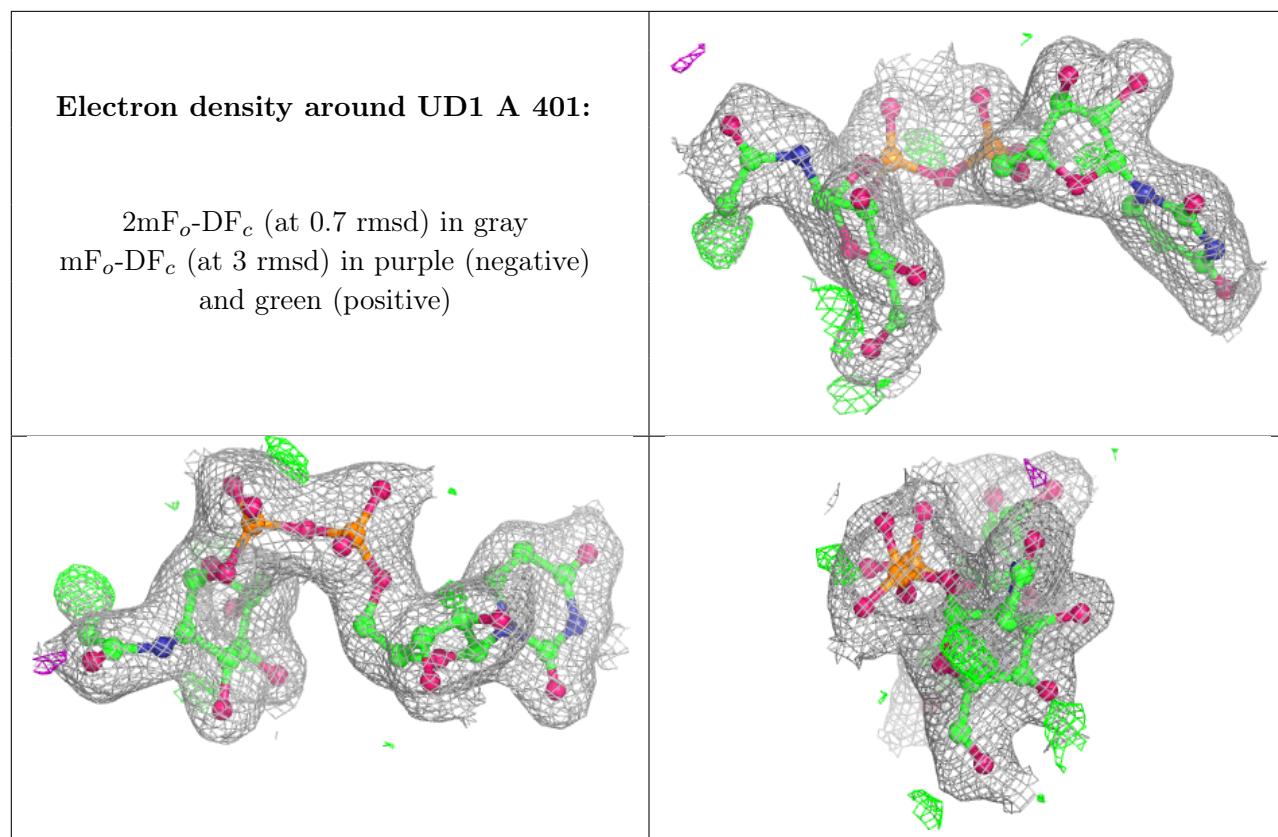 Electron density around UD1 A 401:
2mFo-DFc (at 0.7 rmsd) in gray
mFo-DFc (at 3 rmsd) in purple (negative)
and green (positive)